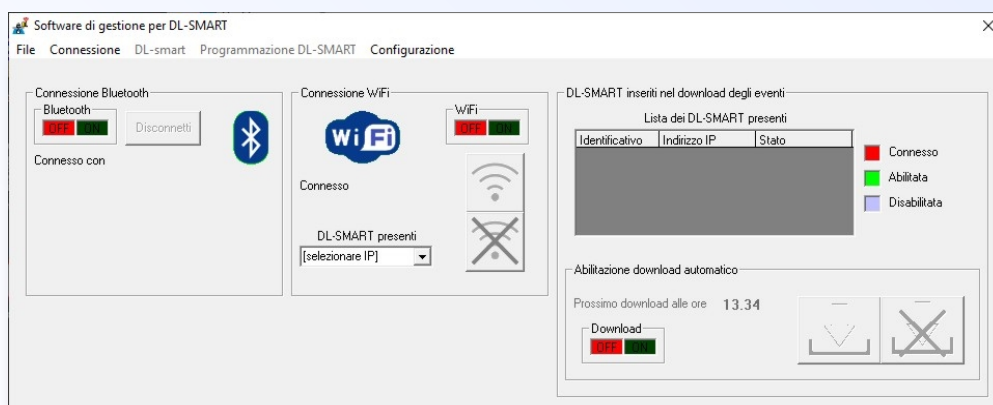 Software di gestione per DL-SMART
File Connessione DL-smart Programmazione DL-SMART Configurazione
Connessione Bluetooth
Bluetooth
OFF ON
Disconnetti
Connesso con
Connessione WiFi
WiFi
WiFi
OFF ON
Connesso
DL-SMART presenti
[selezionare IP]
DL-SMART inseriti nel download degli eventi
Lista dei DL-SMART presenti
Identificativo Indirizzo IP Stato
Connesso
Abilitata
Disabilitata
Abilitazione download automatico
Prossimo download alle ore 13.34
Download
OFF ON